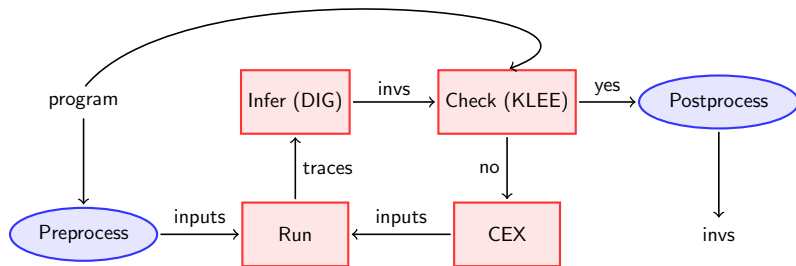 program
Infer (DIG)
invs
Check (KLEE)
yes
Postprocess
traces
no
Preprocess
inputs
Run
inputs
CEX
invs